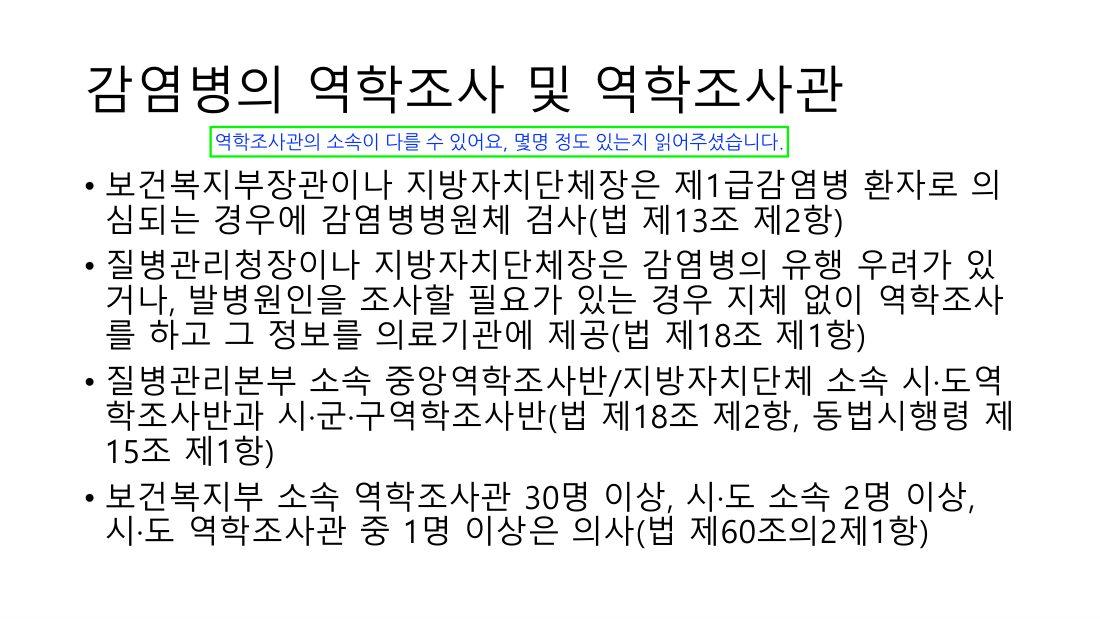 감염병의 역학조사 및 역학조사관
역학조사관의 소속이 다를 수 있어요, 몇명 정도 있는지 읽어주셨습니다.
• 보건복지부장관이나 지방자치단체장은 제1급감염병 환자로 의
심되는 경우에 감염병병원체 검사(법 제13조 제2항)
• 질병관리청장이나 지방자치단체장은 감염병의 유행 우려가 있
거나, 발병원인을 조사할 필요가 있는 경우 지체 없이 역학조사
를 하고 그 정보를 의료기관에 제공(법 제18조 제1항)
• 질병관리본부 소속 중앙역학조사반/지방자치단체 소속 시·도역
학조사반과 시·군·구역학조사반(법 제18조 제2항, 동법시행령 제
15조 제1항)
• 보건복지부 소속 역학조사관 30명 이상, 시·도 소속 2명 이상,
시·도 역학조사관 중 1명 이상은 의사(법 제60조의2제1항)